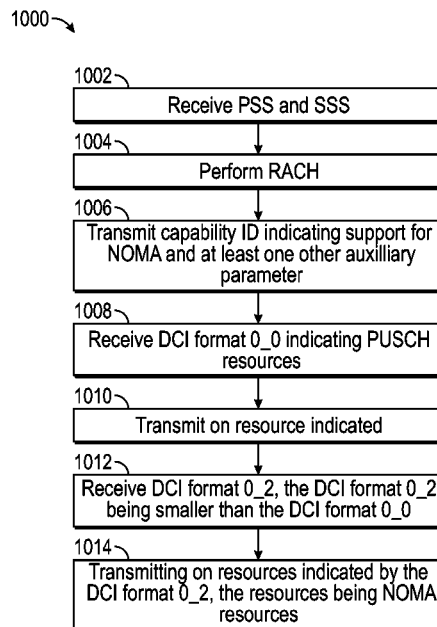 1000
1002
Receive PSS and SSS
1004
Perform RACH
1006
Transmit capability ID indicating support for
NOMA and at least one other auxilliary
parameter
1008
Receive DCI format 0_0 indicating PUSCH
resources
1010
Transmit on resource indicated
1012
Receive DCI format 0_2, the DCI format 0_2
being smaller than the DCI format 0_0
1014
Transmitting on resources indicated by the
DCI format 0_2, the resources being NOMA
resources